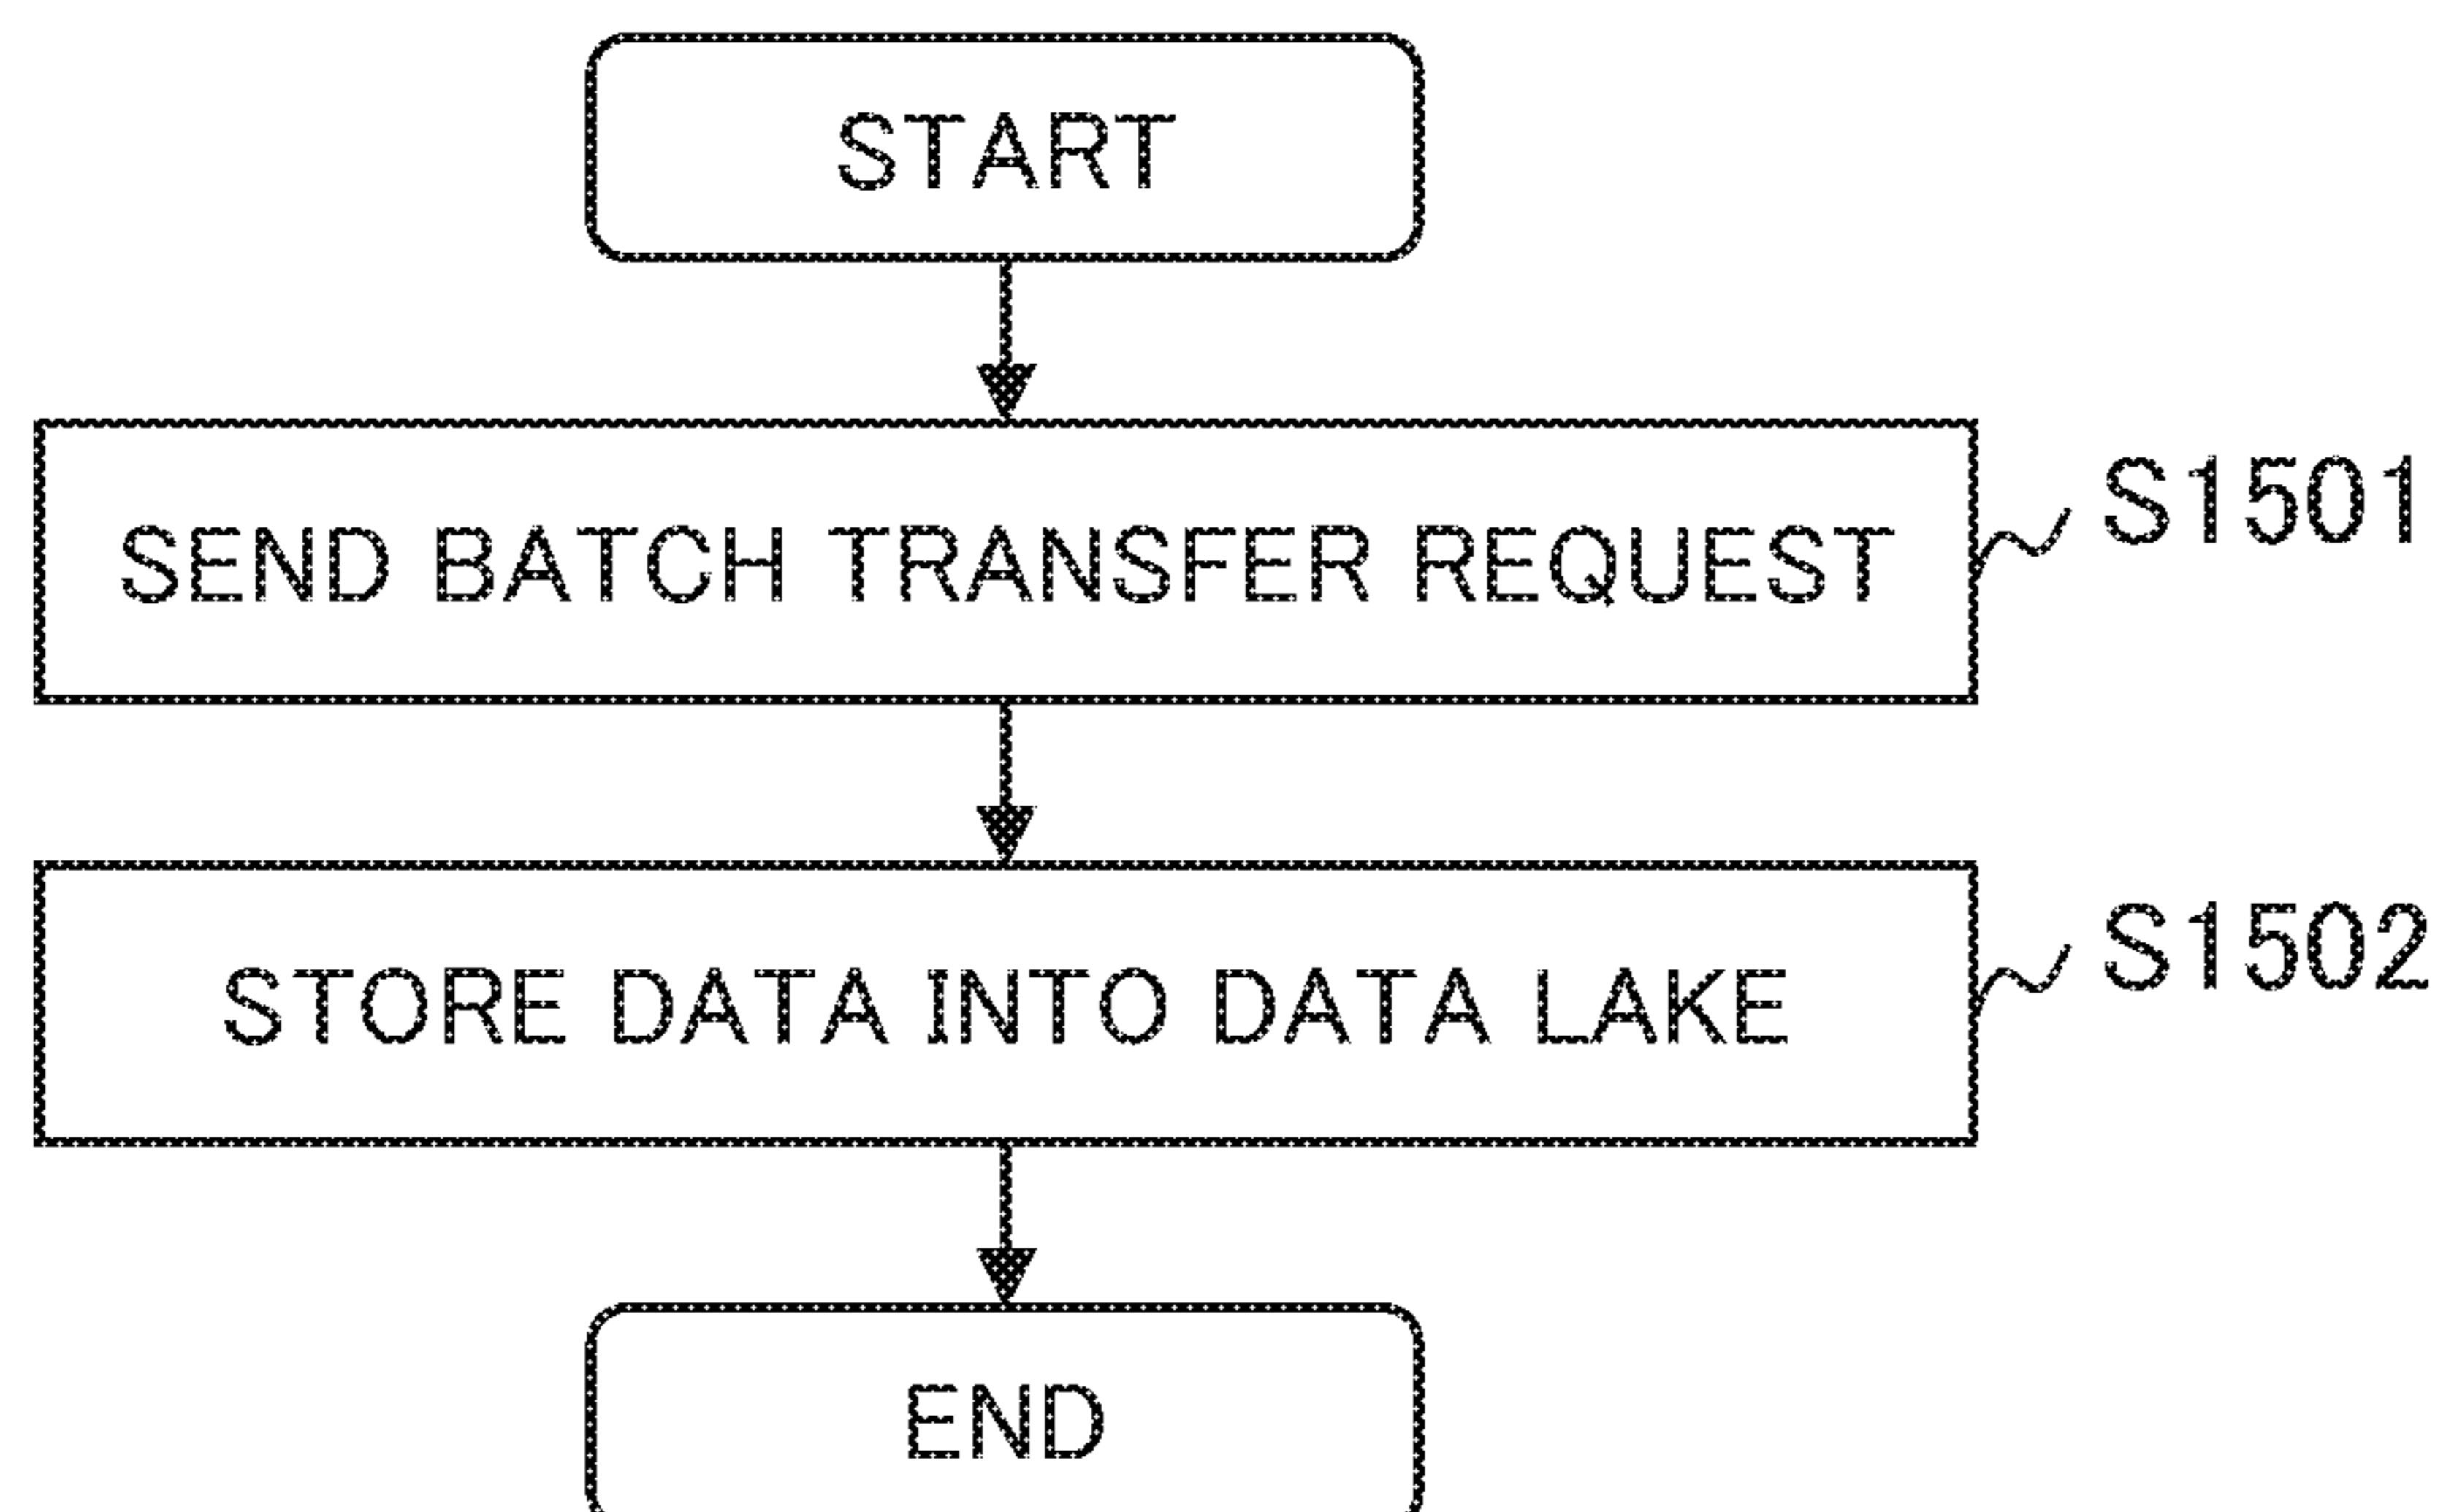 START
SEND BATCH TRANSFER REQUEST
S1501
STORE DATA INTO DATA LAKE
S1502
END